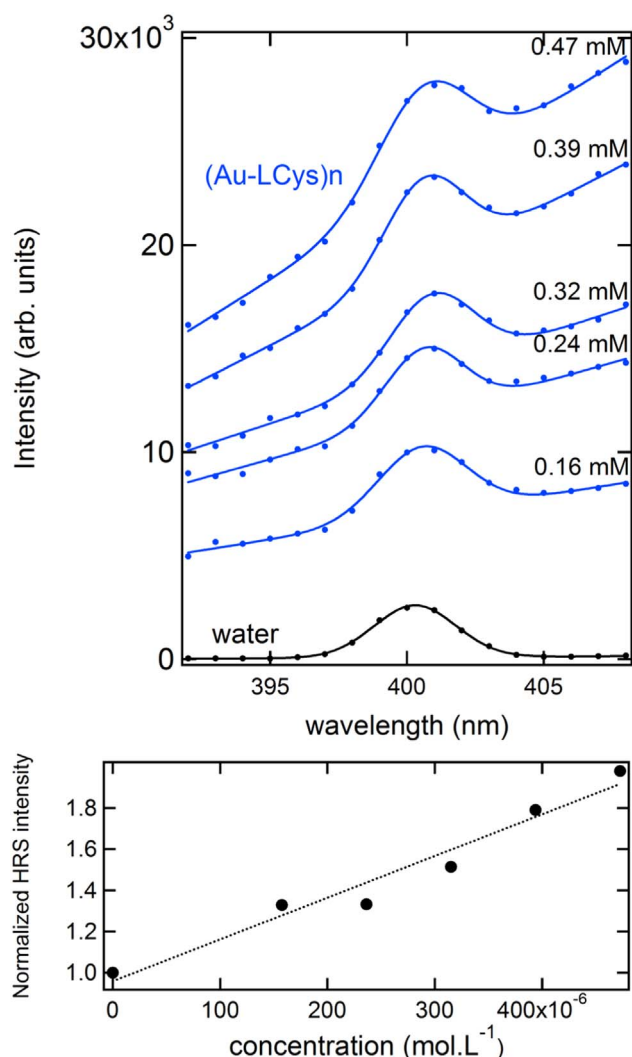 30x10³
0.47 mM
(Au-LCys)n
0.39 mM
20
0.32 mM
0.24 mM
10
0.16 mM
water
0
395
400
405
Intensity (arb. units)
wavelength (nm)
1.8
1.6
1.4
1.2
1.0
Normalized HRS intensity
0
100
200
300
400x10⁻⁶
concentration (mol.L⁻¹)